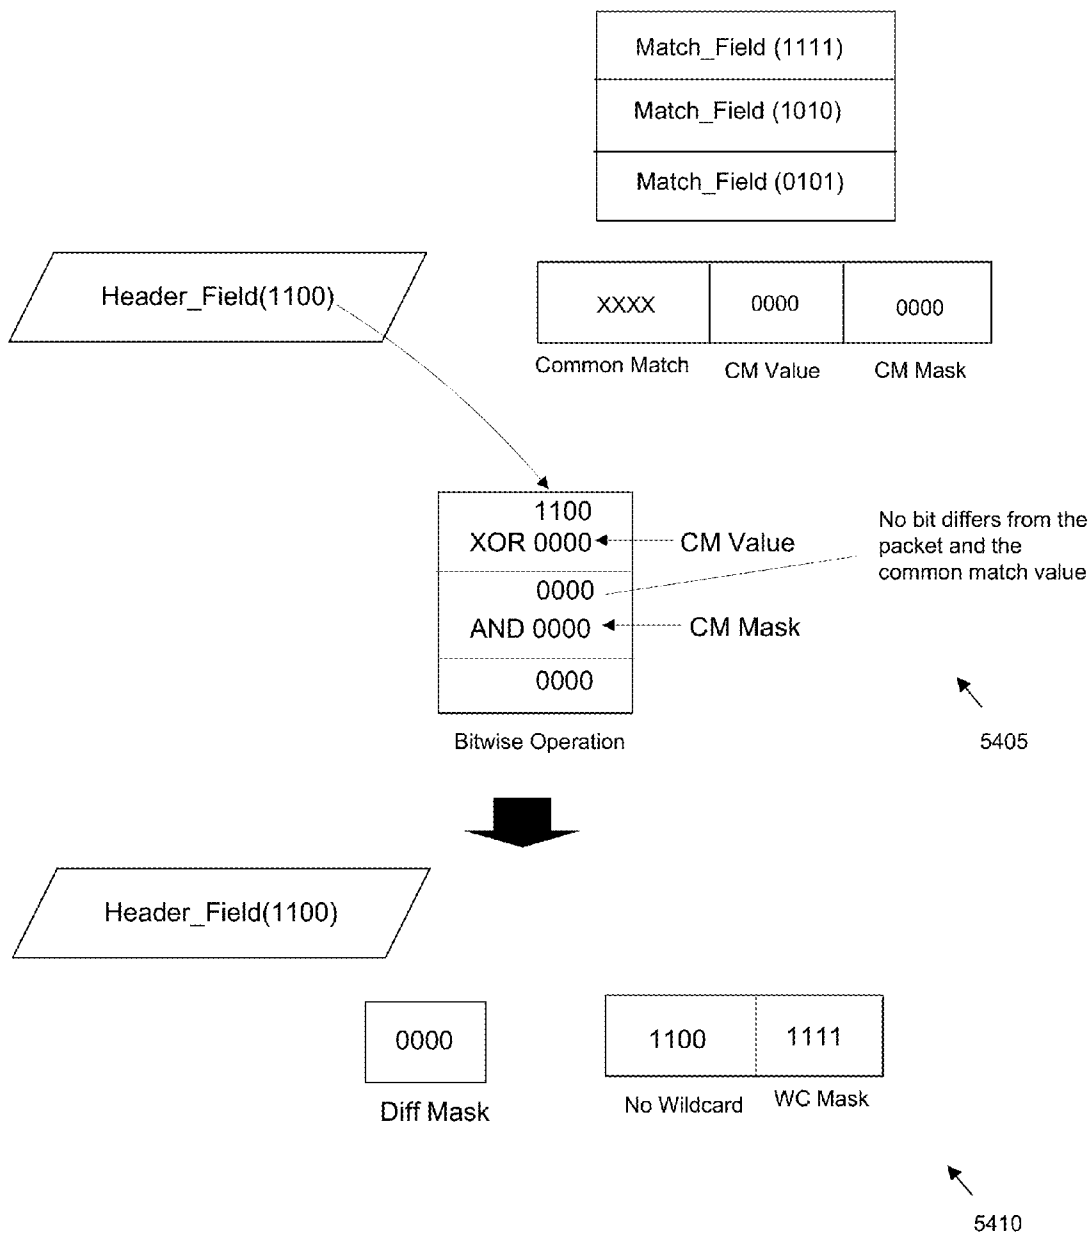 Match_Field (1111)
Match_Field (1010)
Match_Field (0101)
Header_Field(1100)
XXXX
0000
0000
Common Match
CM Value
CM Mask
1100
XOR 0000
CM Value
0000
AND 0000
CM Mask
0000
No bit differs from the
packet and the
common match value
Bitwise Operation
5405
Header_Field(1100)
0000
1100
1111
Diff Mask
No Wildcard
WC Mask
5410